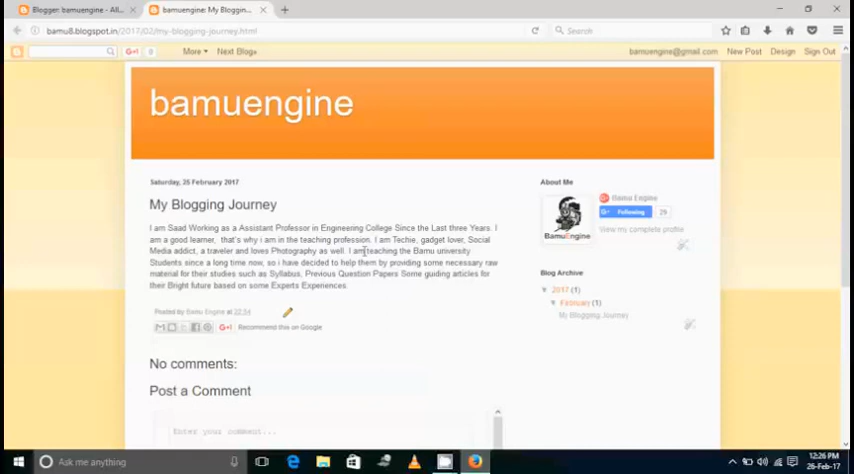 Blogger: bamuengine - All...
bamuengine: My Bloggin...
bamu8.blogspot.in/2017/02/my-blogging-journey.html
Search
G+1 0 More Next Blog»
bamuengine@gmail.com New Post Design Sign Out
bamuengine
Saturday, 25 February 2017
My Blogging Journey
I am Saad Working as a Assistant Professor in Engineering College Since the Last three Years. I
am a good learner, that's why i am in the teaching profession. I am Techie, gadget lover, Social
Media addict, a traveler and loves Photography as well. I am teaching the Bamu university
Students since a long time now, so i have decided to help them by providing some necessary raw
material for their studies such as Syllabus, Previous Question Papers Some guiding articles for
their Bright future based on some Experts Experiences.
Posted by Bamu Engine at 22:54
G+1 Recommend this on Google
No comments:
Post a Comment
Enter your comment...
About Me
BamuEngine
Bamu Engine
G+ Following 29
View my complete profile
Blog Archive
▼ 2017 (1)
▼ February (1)
My Blogging Journey
Ask me anything
12:26 PM
26-Feb-17